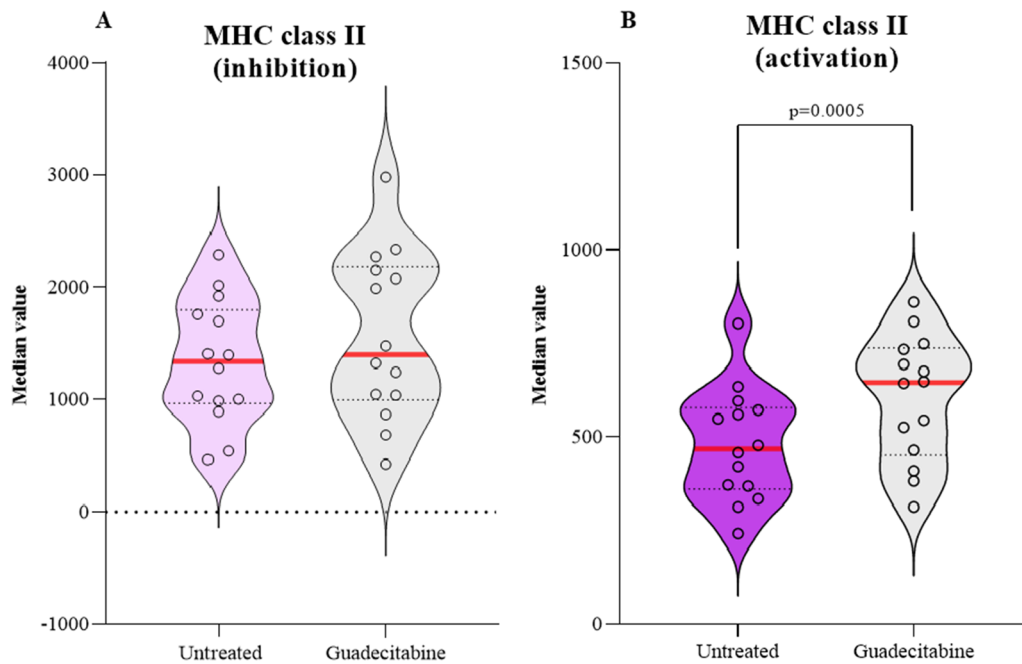 A
MHC class II
(inhibition)
4000
3000
2000
1000
0
-1000
Median value
Untreated
Guadecitabine
B
MHC class II
(activation)
p=0.0005
1500
1000
500
0
Median value
Untreated
Guadecitabine